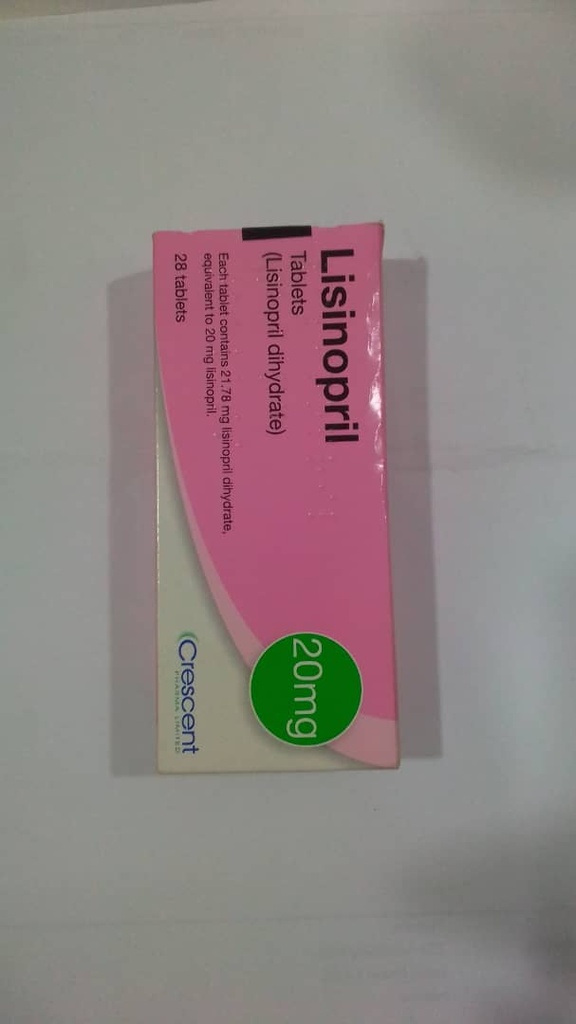 Lisinopril
Tablets
(Lisinopril dihydrate)
Each tablet contains 21.78 mg lisinopril dihydrate,
equivalent to 20 mg lisinopril.
28 tablets
20mg
Crescent
PHARMA LIMITED